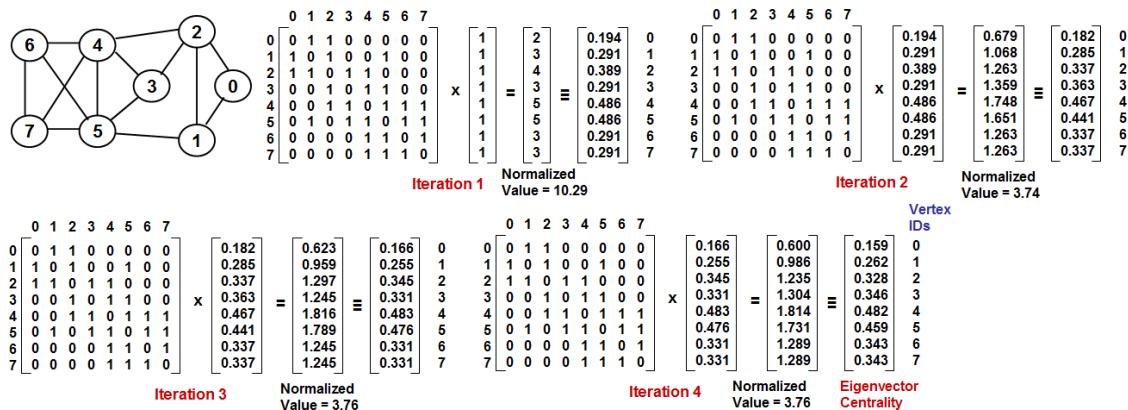 6 4 2 3 0 7 5 1
0 1 2 3 4 5 6 7
0 0 1 1 0 0 0 0 0 1 2 0.194 0
1 1 0 1 0 0 1 0 0 1 3 0.291 1
2 1 1 0 1 1 0 0 0 1 4 0.389 2
3 0 0 1 0 1 1 0 0 1 3 0.291 3
4 0 0 1 1 0 1 1 1 x 1 = 5 ≡ 0.486 4
5 0 1 0 1 1 0 1 1 1 5 0.486 5
6 0 0 0 0 1 1 0 1 1 3 0.291 6
7 0 0 0 0 1 1 1 0 1 3 0.291 7
Iteration 1
Normalized
Value = 10.29
0 1 2 3 4 5 6 7
0 0 1 1 0 0 0 0 0 0.194 0.679 0.182 0
1 1 0 1 0 0 1 0 0 0.291 1.068 0.285 1
2 1 1 0 1 1 0 0 0 0.389 1.263 0.337 2
3 0 0 1 0 1 1 0 0 0.291 1.359 0.363 3
4 0 0 1 1 0 1 1 1 x 0.486 = 1.748 ≡ 0.467 4
5 0 1 0 1 1 0 1 1 0.486 1.651 0.441 5
6 0 0 0 0 1 1 0 1 0.291 1.263 0.337 6
7 0 0 0 0 1 1 1 0 0.291 1.263 0.337 7
Iteration 2
Normalized
Value = 3.74
0 1 2 3 4 5 6 7
0 0 1 1 0 0 0 0 0 0.182 0.623 0.166 0
1 1 0 1 0 0 1 0 0 0.285 0.959 0.255 1
2 1 1 0 1 1 0 0 0 0.337 1.297 0.345 2
3 0 0 1 0 1 1 0 0 0.363 1.245 0.331 3
4 0 0 1 1 0 1 1 1 x 0.467 = 1.816 ≡ 0.483 4
5 0 1 0 1 1 0 1 1 0.441 1.789 0.476 5
6 0 0 0 0 1 1 0 1 0.337 1.245 0.331 6
7 0 0 0 0 1 1 1 0 0.337 1.245 0.331 7
Iteration 3
Normalized
Value = 3.76
Vertex
IDs
0 1 2 3 4 5 6 7
0 0 1 1 0 0 0 0 0 0.166 0.600 0.159 0
1 1 0 1 0 0 1 0 0 0.255 0.986 0.262 1
2 1 1 0 1 1 0 0 0 0.345 1.235 0.328 2
3 0 0 1 0 1 1 0 0 0.331 1.304 0.346 3
4 0 0 1 1 0 1 1 1 x 0.483 = 1.814 ≡ 0.482 4
5 0 1 0 1 1 0 1 1 0.476 1.731 0.459 5
6 0 0 0 0 1 1 0 1 0.331 1.289 0.343 6
7 0 0 0 0 1 1 1 0 0.331 1.289 0.343 7
Iteration 4
Normalized
Value = 3.76
Eigenvector
Centrality